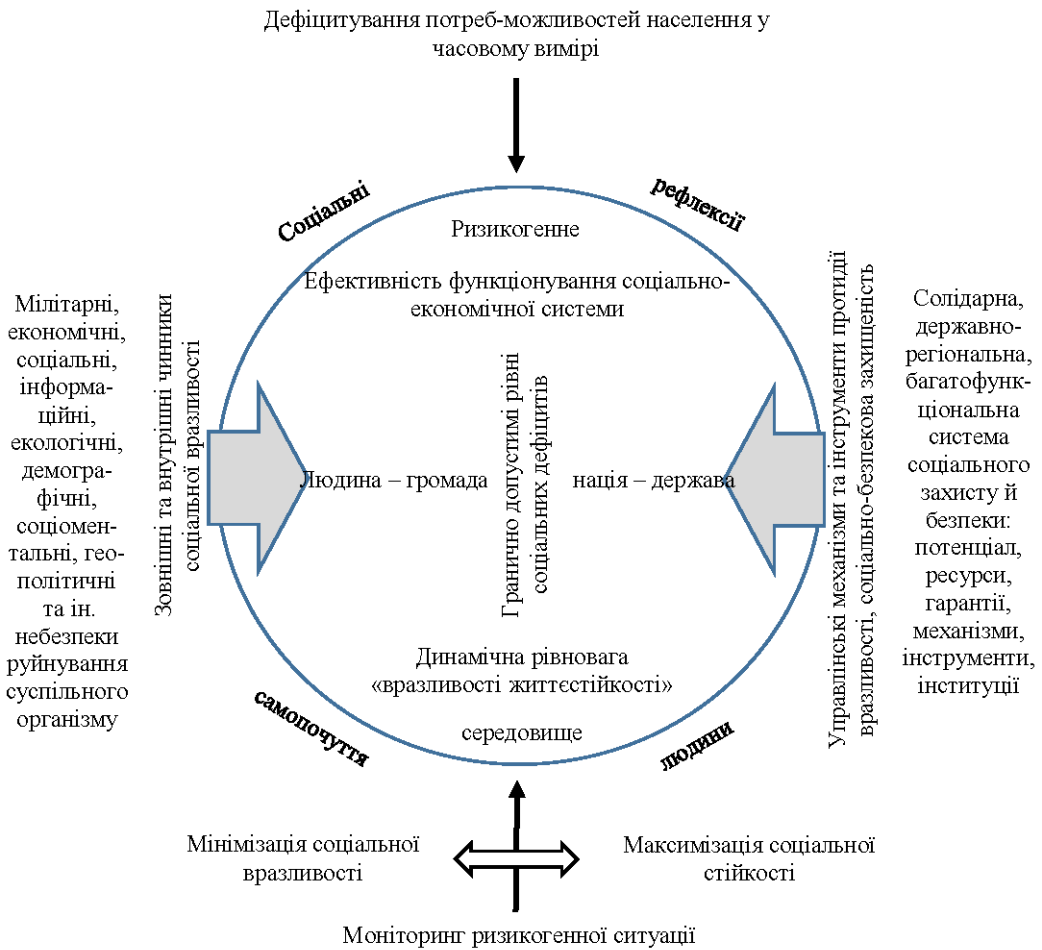 Дефіцитування потреб-можливостей населення у
часовому вимірі
Соціальні
рефлексії
Ризикогенне
Ефективність функціонування соціально-
економічної системи
Мілітарні,
економічні,
соціальні,
інформа-
ційні,
екологічні,
демогра-
фічні,
соціомен-
тальні, гео-
політичні
та ін.
небезпеки
руйнування
суспільного
організму
Зовнішні та внутрішні чинники
соціальної вразливості
Людина – громада
Гранично допустимі рівні
соціальних дефіцитів
нація – держава
Управлінські механізми та інструменти протидії
вразливості, соціально-безпекова захищеність
Солідарна,
державно-
регіональна,
багатофунк-
ціональна
система
соціального
захисту й
безпеки:
потенціал,
ресурси,
гарантії,
механізми,
інструменти,
інституції
Динамічна рівновага
«вразливості життєстійкості»
середовище
самопочуття
людини
Мінімізація соціальної
вразливості
Максимізація соціальної
стійкості
Моніторинг ризикогенної ситуації